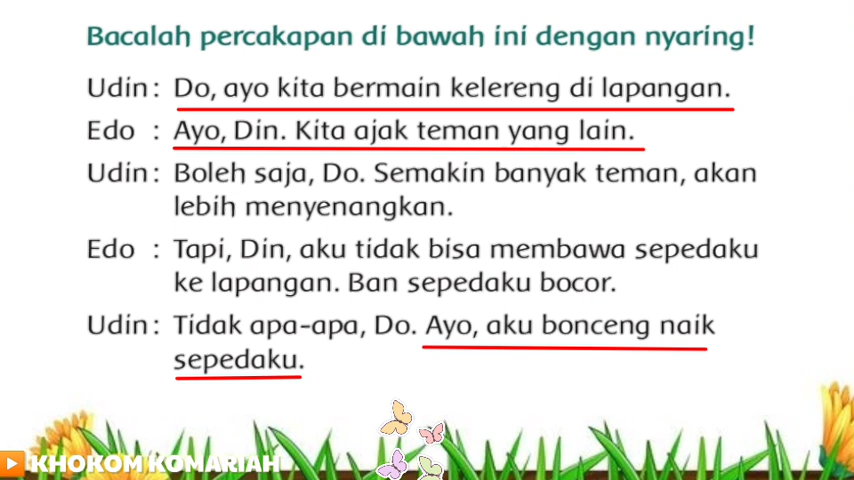 Bacalah percakapan di bawah ini dengan nyaring!
Udin : Do, ayo kita bermain kelereng di lapangan.
Edo : Ayo, Din. Kita ajak teman yang lain.
Udin : Boleh saja, Do. Semakin banyak teman, akan
lebih menyenangkan.
Edo : Tapi, Din, aku tidak bisa membawa sepedaku
ke lapangan. Ban sepedaku bocor.
Udin : Tidak apa-apa, Do. Ayo, aku bonceng naik
sepedaku.
KHOKOM KOMARIAH